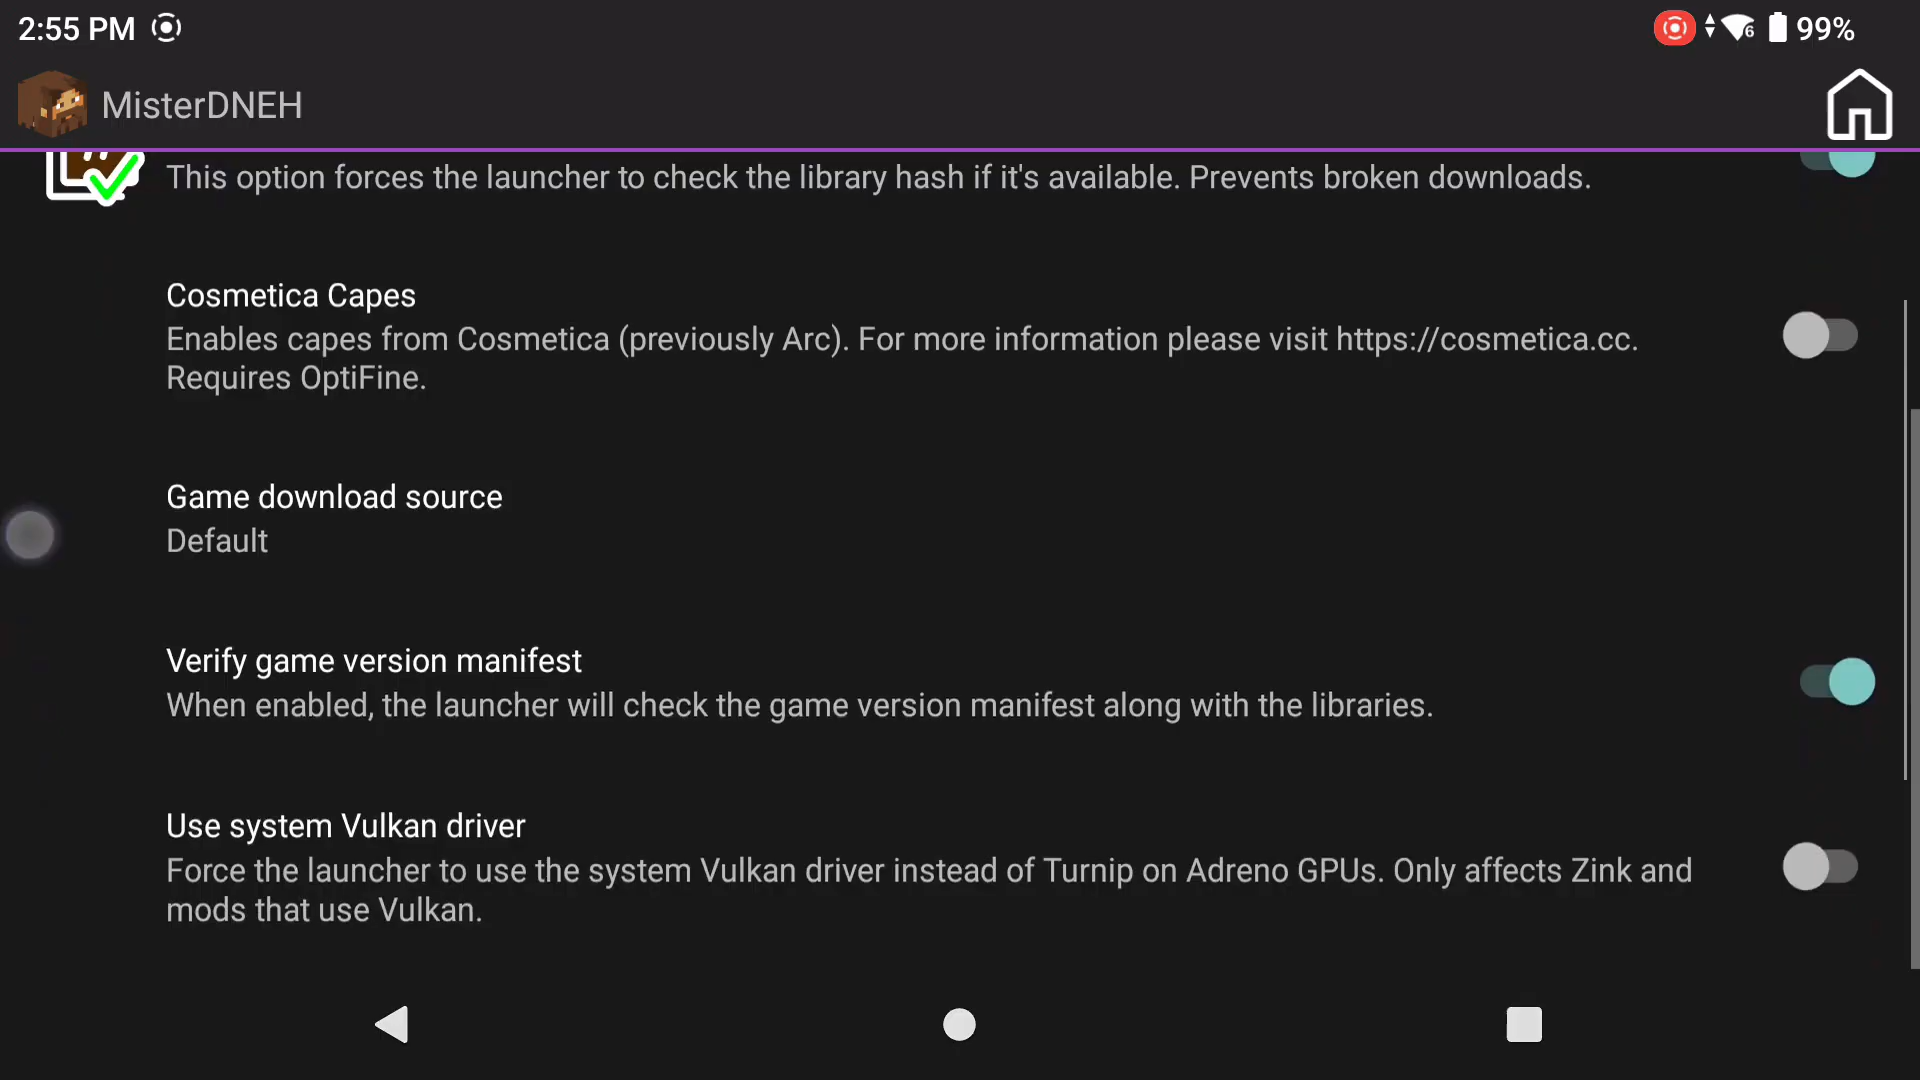 2:55 PM
6
99%
MisterDNEH
This option forces the launcher to check the library hash if it's available. Prevents broken downloads.
Cosmetica Capes
Enables capes from Cosmetica (previously Arc). For more information please visit https://cosmetica.cc.
Requires OptiFine.
Game download source
Default
Verify game version manifest
When enabled, the launcher will check the game version manifest along with the libraries.
Use system Vulkan driver
Force the launcher to use the system Vulkan driver instead of Turnip on Adreno GPUs. Only affects Zink and
mods that use Vulkan.